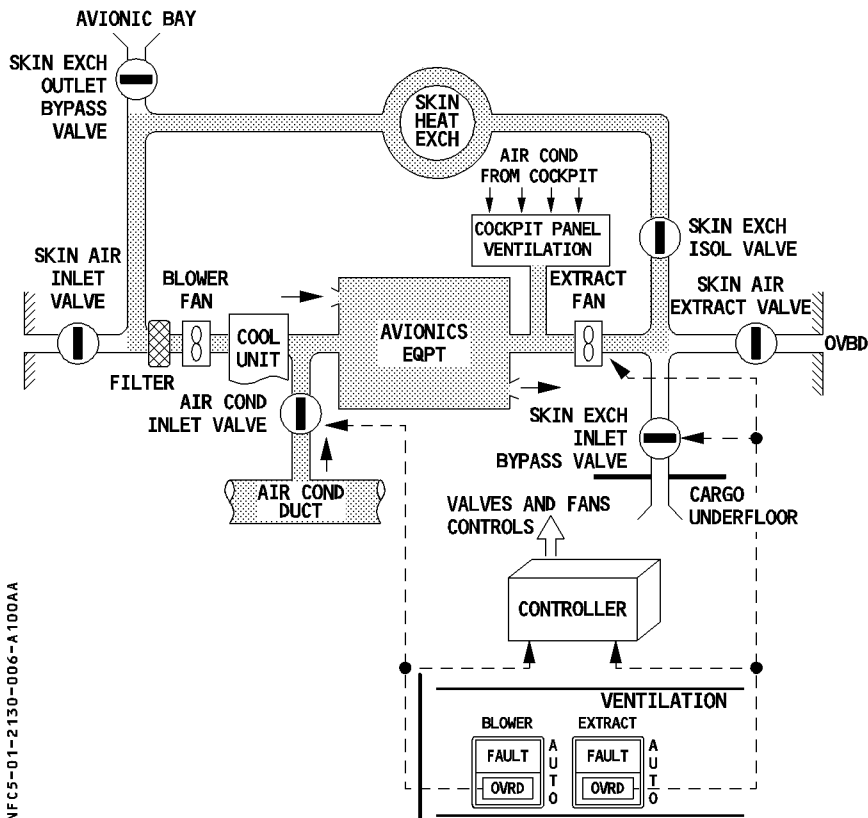 AVIONIC BAY
SKIN EXCH
OUTLET
BYPASS
VALVE
SKIN
HEAT
EXCH
AIR COND
FROM COCKPIT
COCKPIT PANEL
VENTILATION
SKIN EXCH
ISOL VALVE
SKIN AIR
INLET
VALVE
BLOWER
FAN
EXTRACT
FAN
SKIN AIR
EXTRACT VALVE
COOL
UNIT
AVIONICS
EQPT
OVBD
FILTER
AIR COND
INLET VALVE
SKIN EXCH
INLET
BYPASS VALVE
AIR COND
DUCT
CARGO
UNDERFLOOR
VALVES AND FANS
CONTROLS
CONTROLLER
VENTILATION
BLOWER
FAULT
OVRD
AUTO
EXTRACT
FAULT
OVRD
AUTO
NFC5-01-2130-006-A100AA